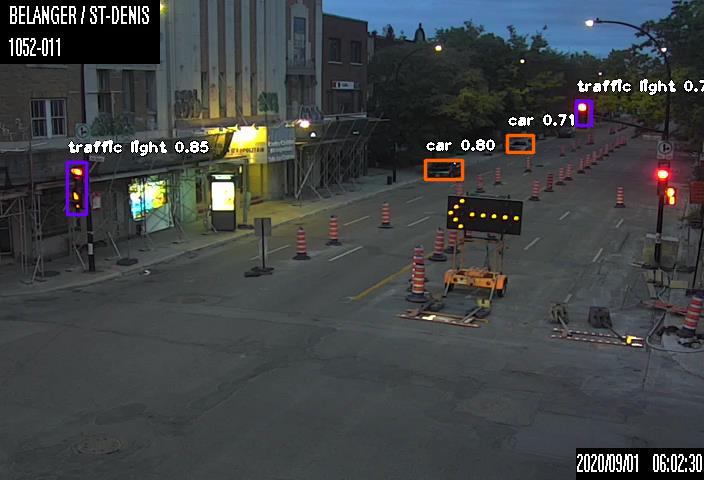 BELANGER / ST-DENIS
1052-011
traffic light 0.7
car 0.71
car 0.80
traffic light 0.85
2020/09/01 06:02:30